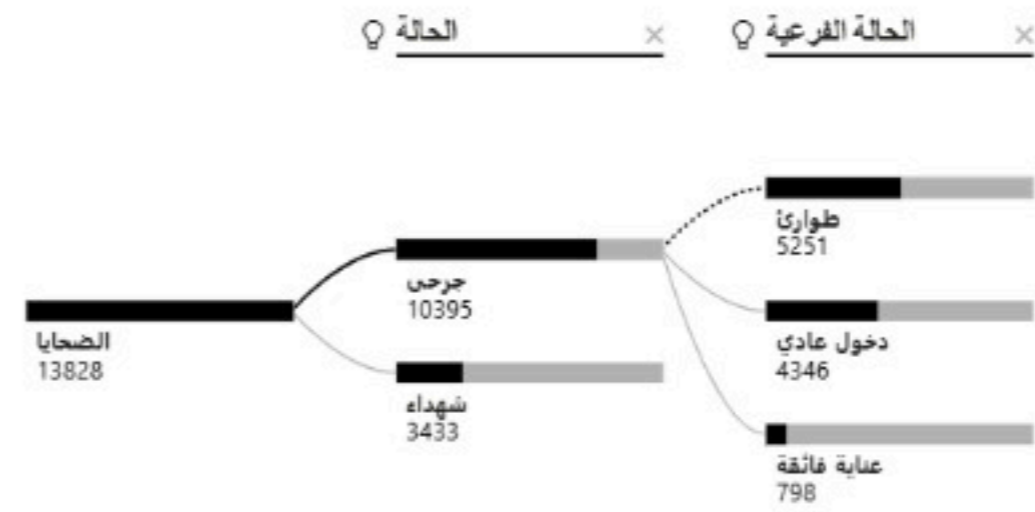 الحالة
الحالة الفرعية
طوارئ
5251
جرحى
10395
الضحايا
13828
دخول عادي
4346
شهداء
3433
عناية فائقة
798